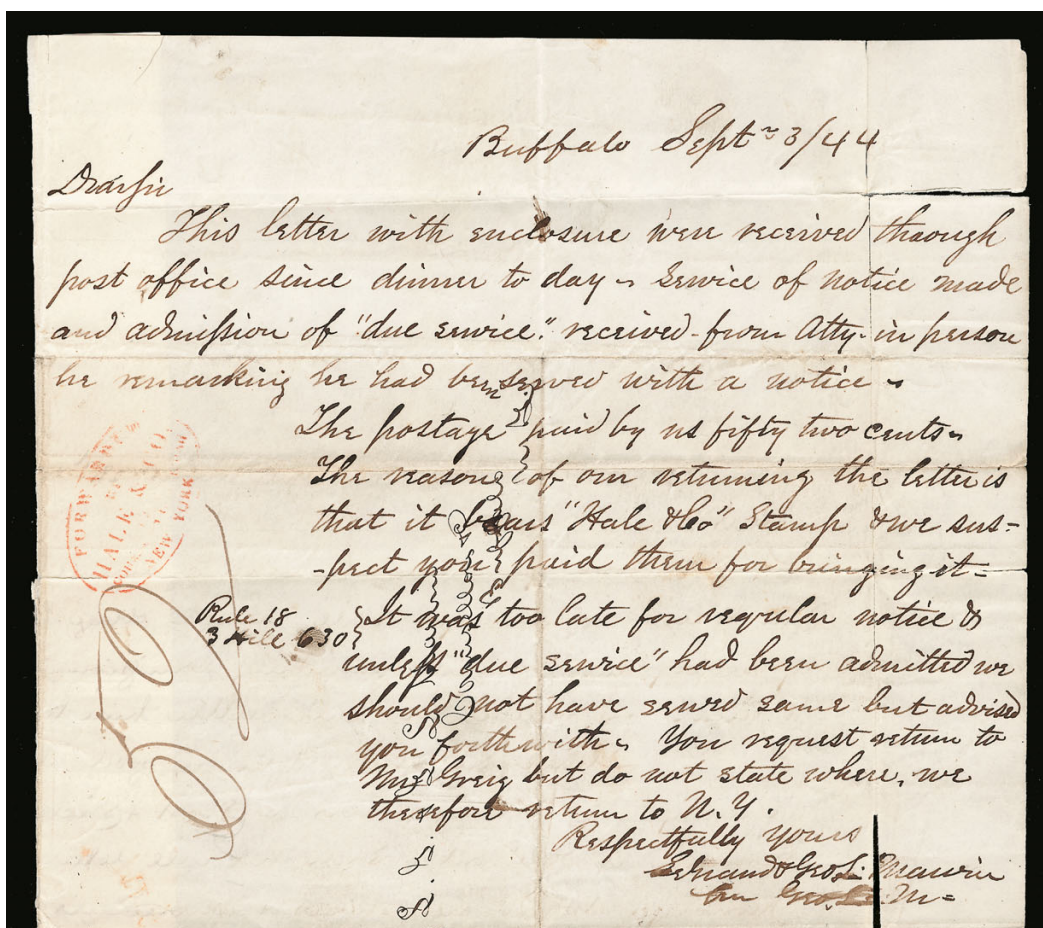 Buffalo Sept 3/44
Dear Sir
This letter with enclosure were received through
post office since dinner to day - Service of notice made
and admission of "due service" received from Atty. in person
he remarking he had been served with a notice -
The postage paid by us fifty two cents -
The reason of our returning the letter is
that it bears "Hale & Co" Stamp & we sus-
-pect you paid them for bringing it -
It was too late for regular notice &
unless "due service" had been admitted we
should not have served same but advised
you forthwith - You request return to
Mr Greig but do not state where, we
therefore return to N.Y.
Respectfully yours
& Geo. L. Marvin
Geo. L. M-
Rule 18
3 Hill 630
FORWARDED
BY
HALE & CO.
NEW YORK
52